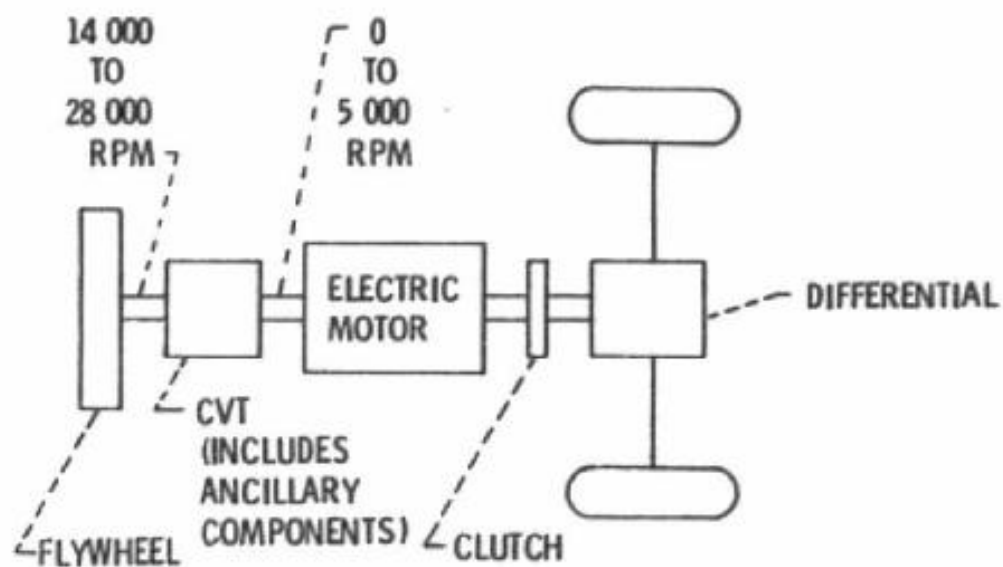 14 000
TO
28 000
RPM
0
TO
5 000
RPM
ELECTRIC
MOTOR
DIFFERENTIAL
CVT
(INCLUDES
ANCILLARY
COMPONENTS)
FLYWHEEL
CLUTCH